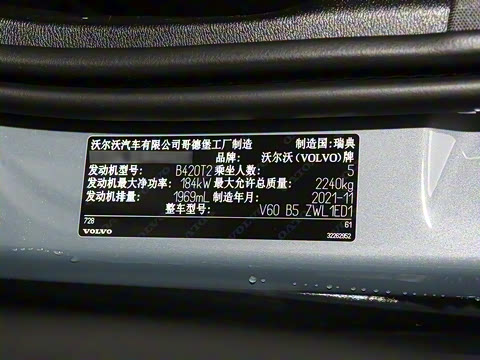 沃尔沃汽车有限公司哥德堡工厂制造 制造国:瑞典
品牌: 沃尔沃(VOLVO)牌
发动机型号: B420T2 乘坐人数: 5
发动机最大净功率: 184kW 最大允许总质量: 2240kg
发动机排量: 1969mL 制造年月: 2021-11
整车型号: V60 B5 ZWL1ED1
728 61
VOLVO 32262952